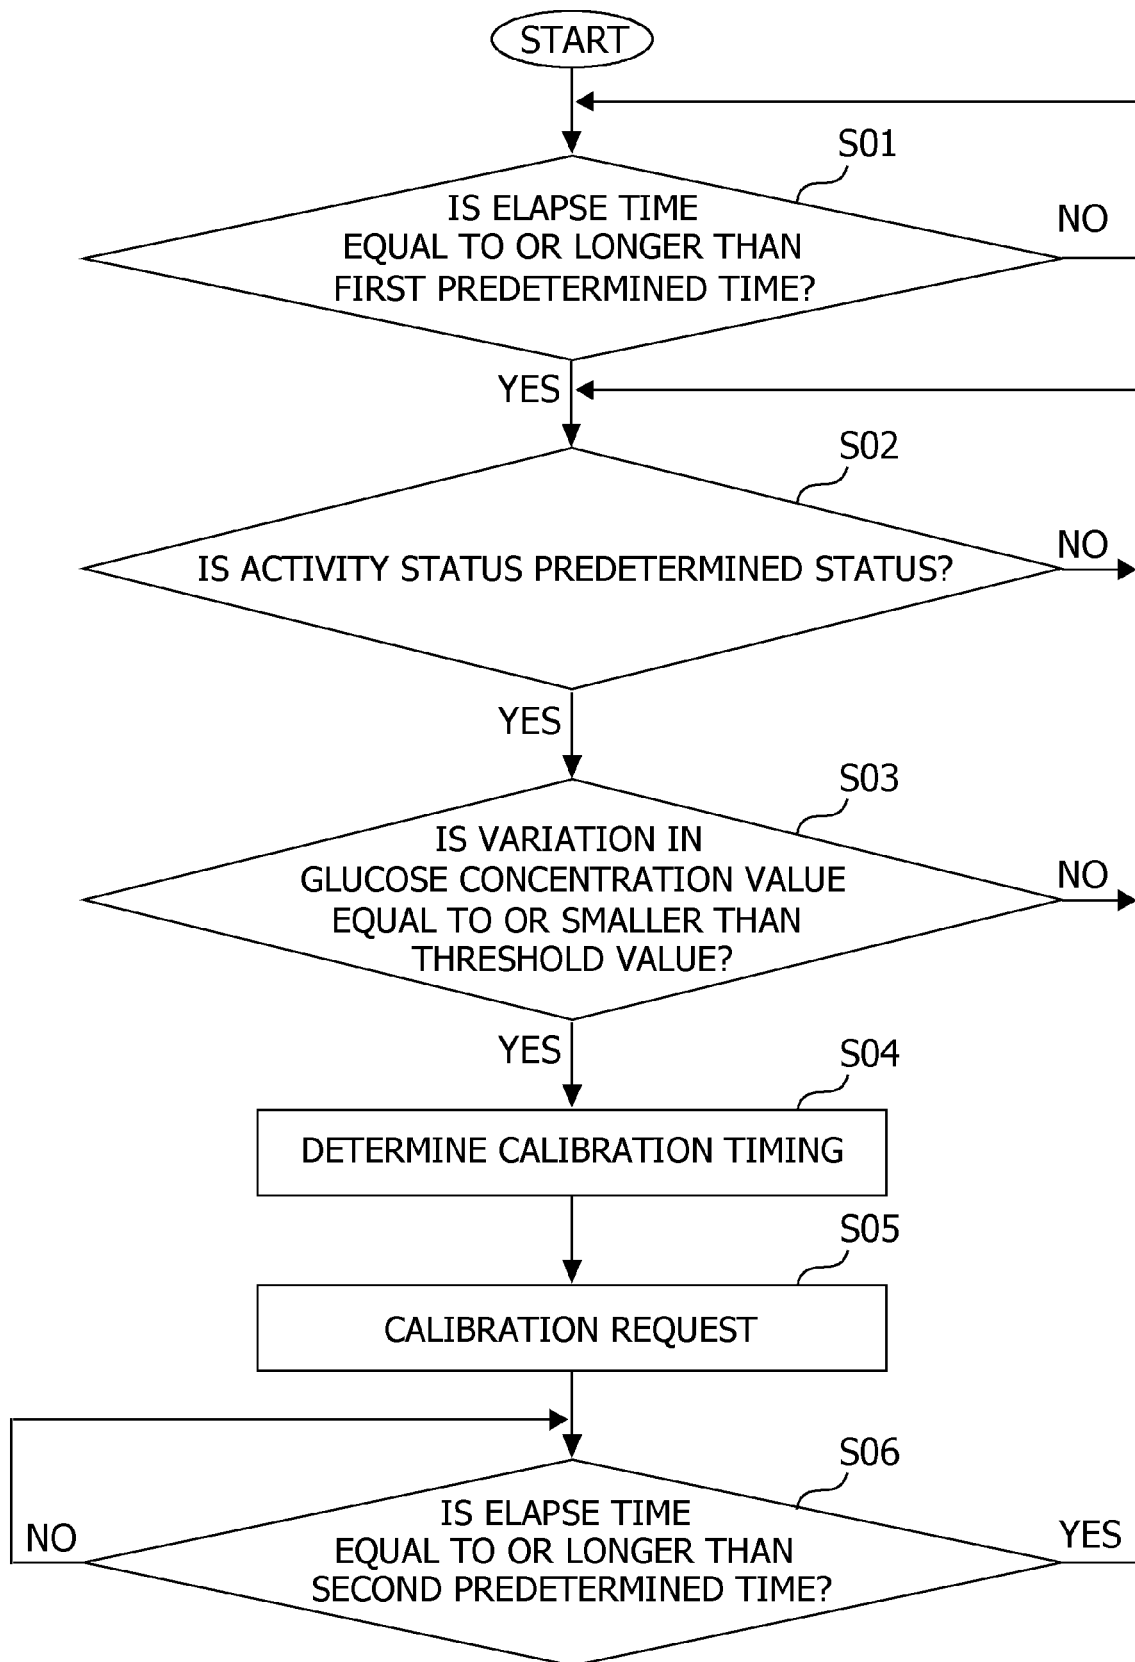 START
S01
IS ELAPSE TIME
EQUAL TO OR LONGER THAN
FIRST PREDETERMINED TIME?
NO
YES
S02
IS ACTIVITY STATUS PREDETERMINED STATUS?
NO
YES
S03
IS VARIATION IN
GLUCOSE CONCENTRATION VALUE
EQUAL TO OR SMALLER THAN
THRESHOLD VALUE?
NO
YES
S04
DETERMINE CALIBRATION TIMING
S05
CALIBRATION REQUEST
S06
IS ELAPSE TIME
EQUAL TO OR LONGER THAN
SECOND PREDETERMINED TIME?
NO
YES